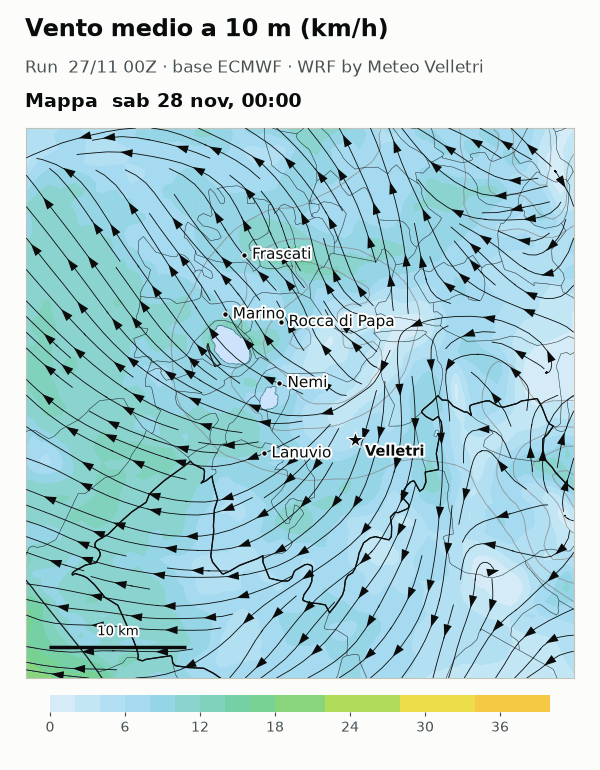 Vento medio a 10 m (km/h)
Run  27/11 00Z · base ECMWF · WRF by Meteo Velletri
Mappa  sab 28 nov, 00:00
Frascati
Marino
Rocca di Papa
Nemi
Velletri
Lanuvio
10 km
0 6 12 18 24 30 36